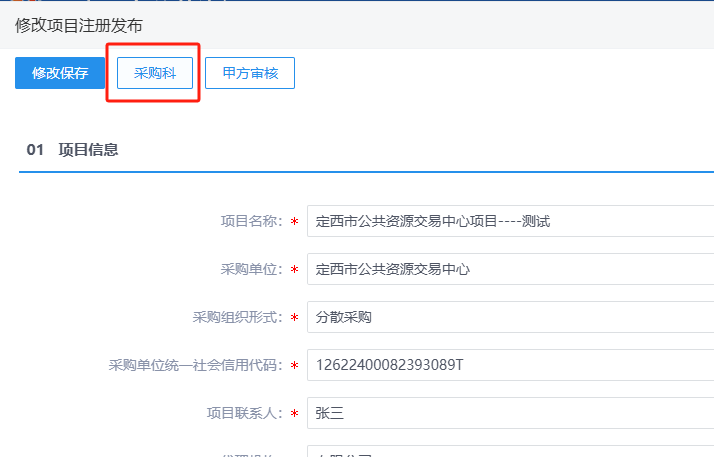 修改项目注册发布
修改保存 采购科 甲方审核
01 项目信息
项目名称：* 定西市公共资源交易中心项目----测试
采购单位：* 定西市公共资源交易中心
采购组织形式：* 分散采购
采购单位统一社会信用代码：* 12622400082393089T
项目联系人：* 张三